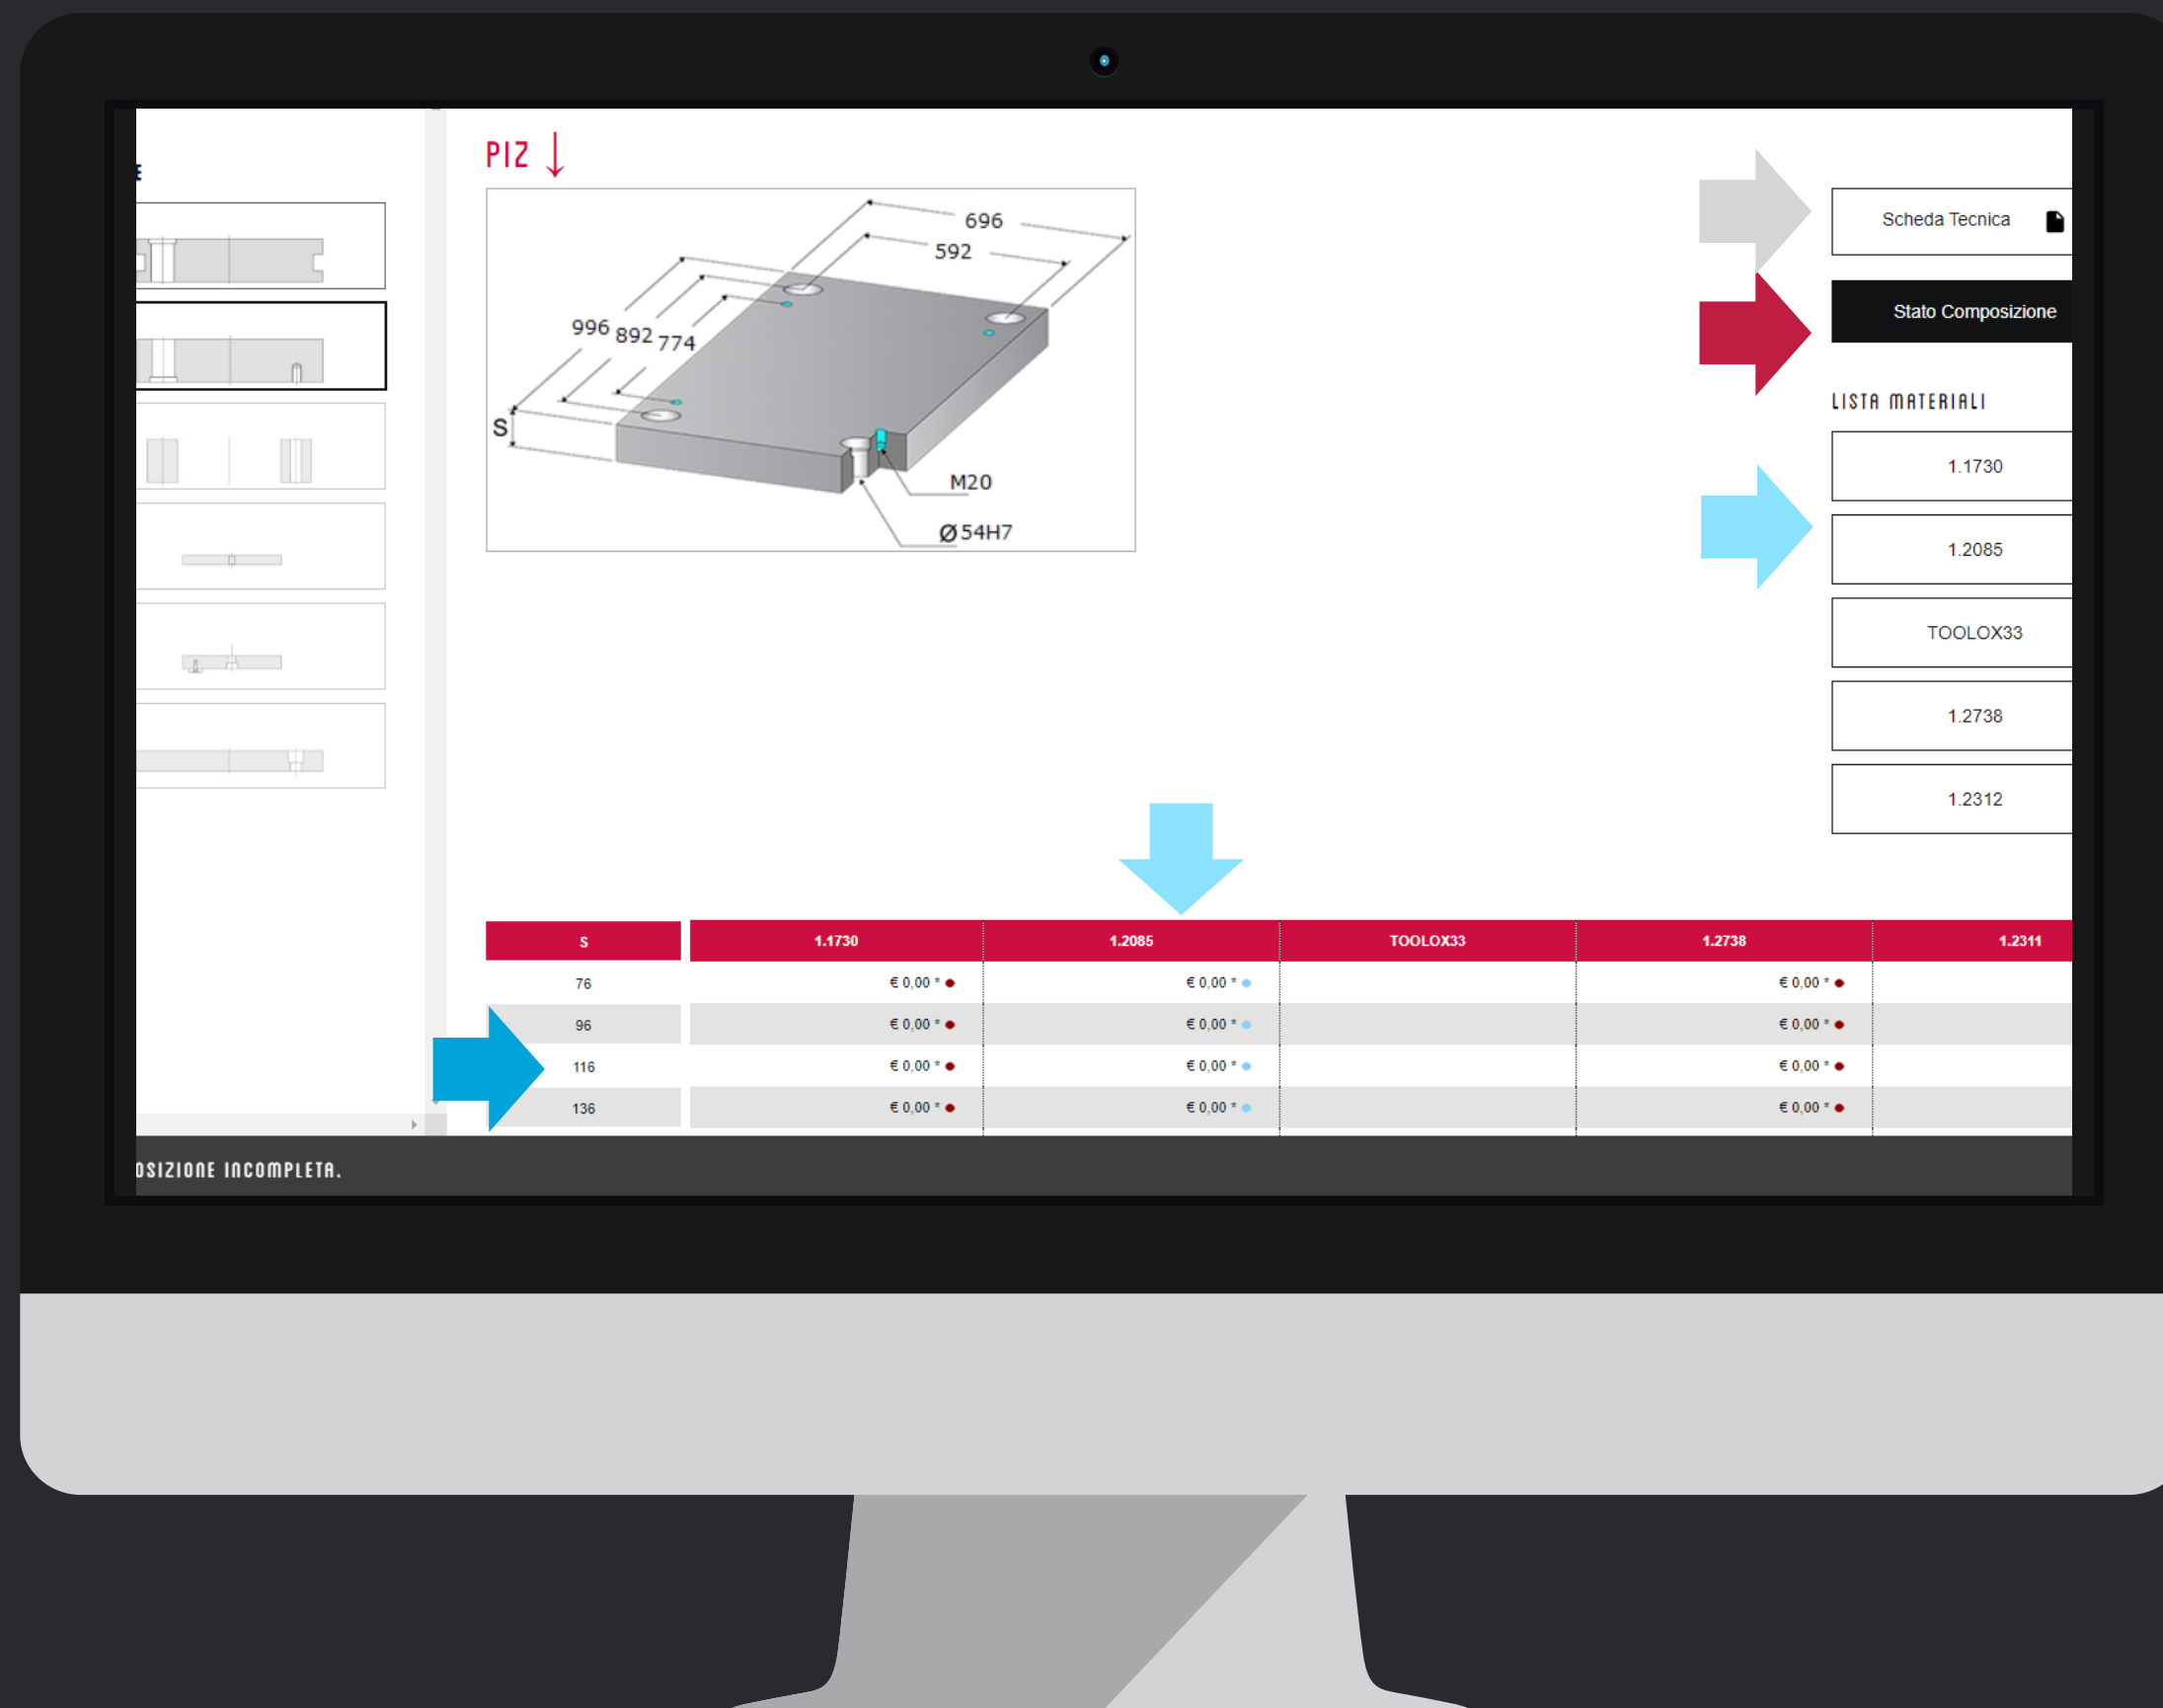 PIZ
696
592
996 892 774
S
M20
Ø54H7
Scheda Tecnica
Stato Composizione
LISTA MATERIALI
1.1730
1.2085
TOOLOX33
1.2738
1.2312
S 1.1730 1.2085 TOOLOX33 1.2738 1.2311
76 € 0,00 * € 0,00 * € 0,00 *
96 € 0,00 * € 0,00 * € 0,00 *
116 € 0,00 * € 0,00 * € 0,00 *
136 € 0,00 * € 0,00 * € 0,00 *
OSIZIONE INCOMPLETA.